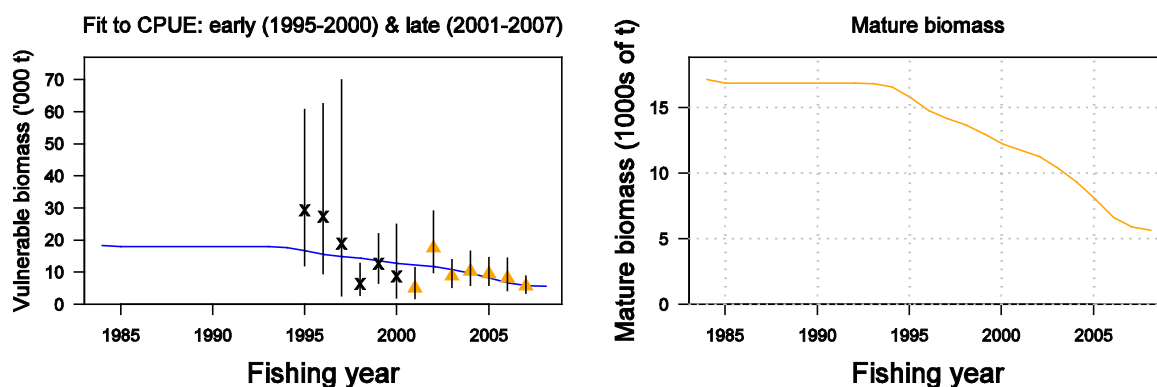 Fit to CPUE: early (1995-2000) & late (2001-2007)
Vulnerable biomass ('000 t)
70
60
50
40
30
20
10
0
1985 1990 1995 2000 2005
Fishing year
Mature biomass
Mature biomass (1000s of t)
15
10
5
0
1985 1990 1995 2000 2005
Fishing year